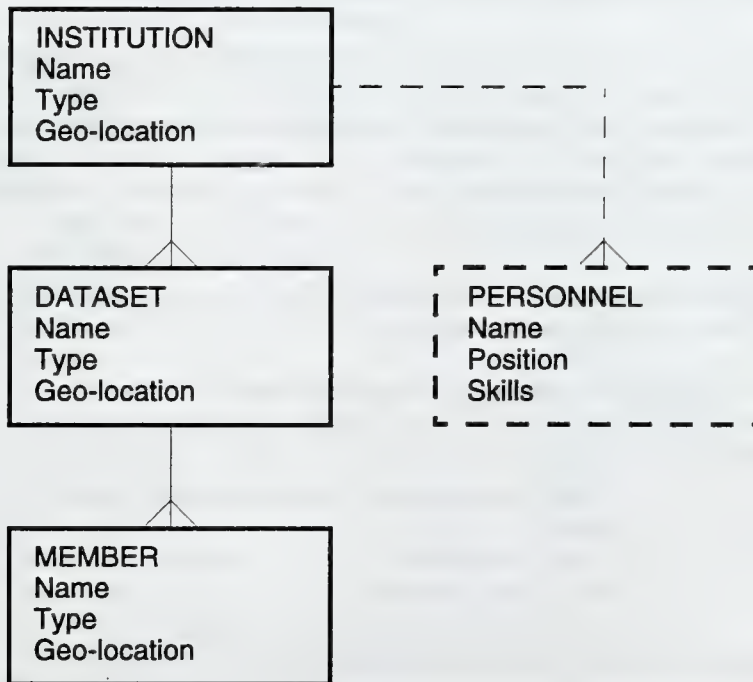 INSTITUTION
Name
Type
Geo-location
DATASET
Name
Type
Geo-location
PERSONNEL
Name
Position
Skills
MEMBER
Name
Type
Geo-location